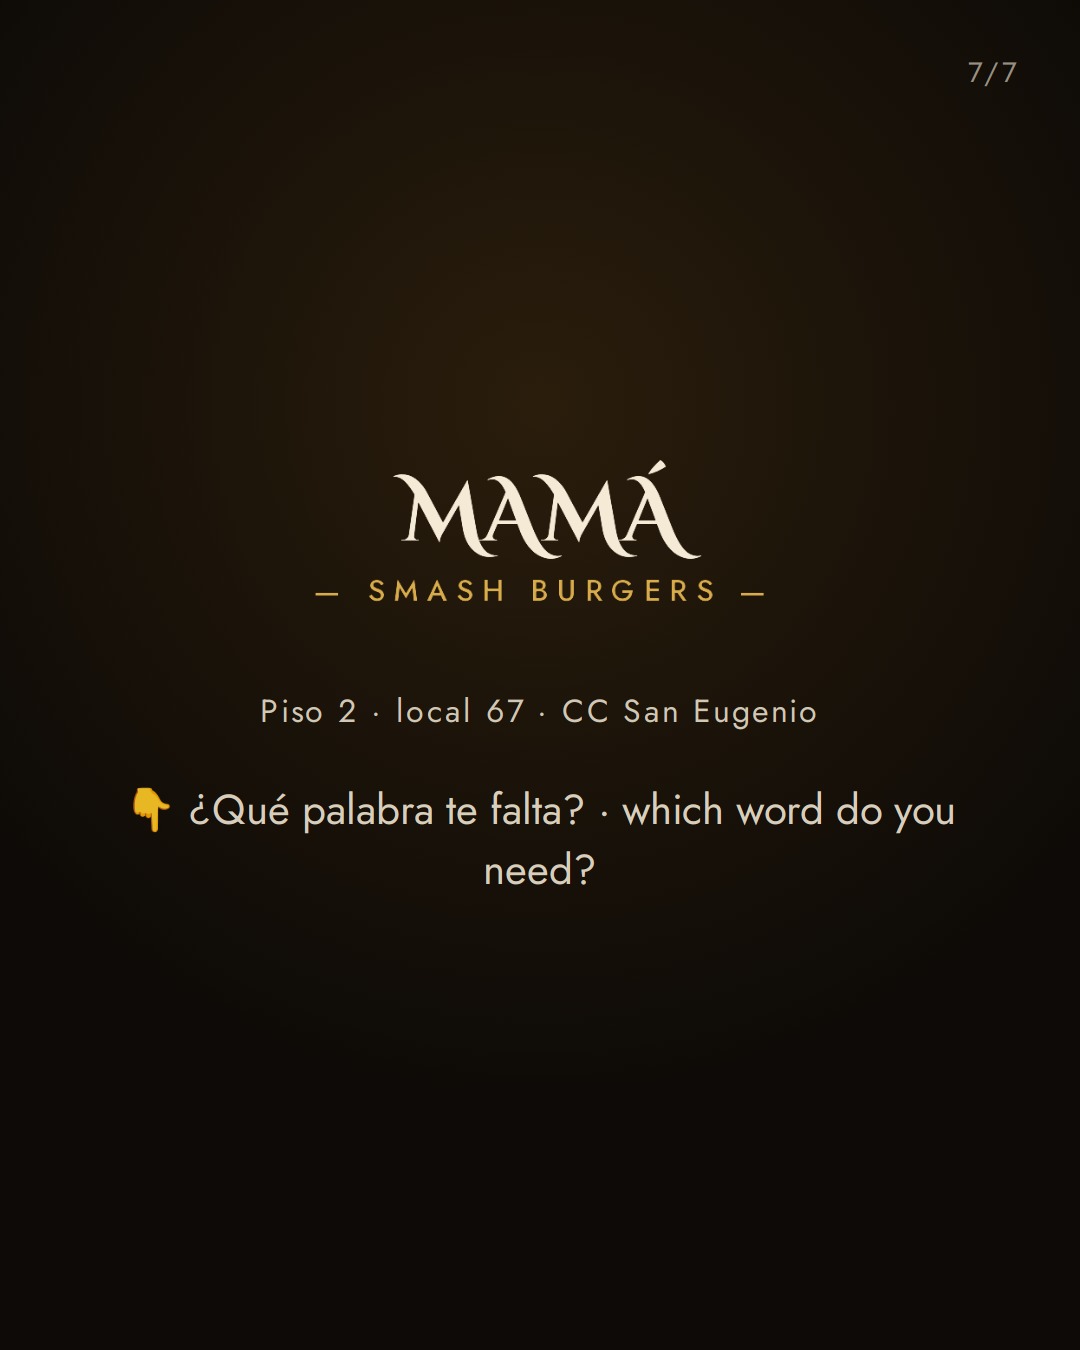 7/7
MAMÁ
– SMASH BURGERS –
Piso 2 · local 67 · CC San Eugenio
👇 ¿Qué palabra te falta? · which word do you
need?